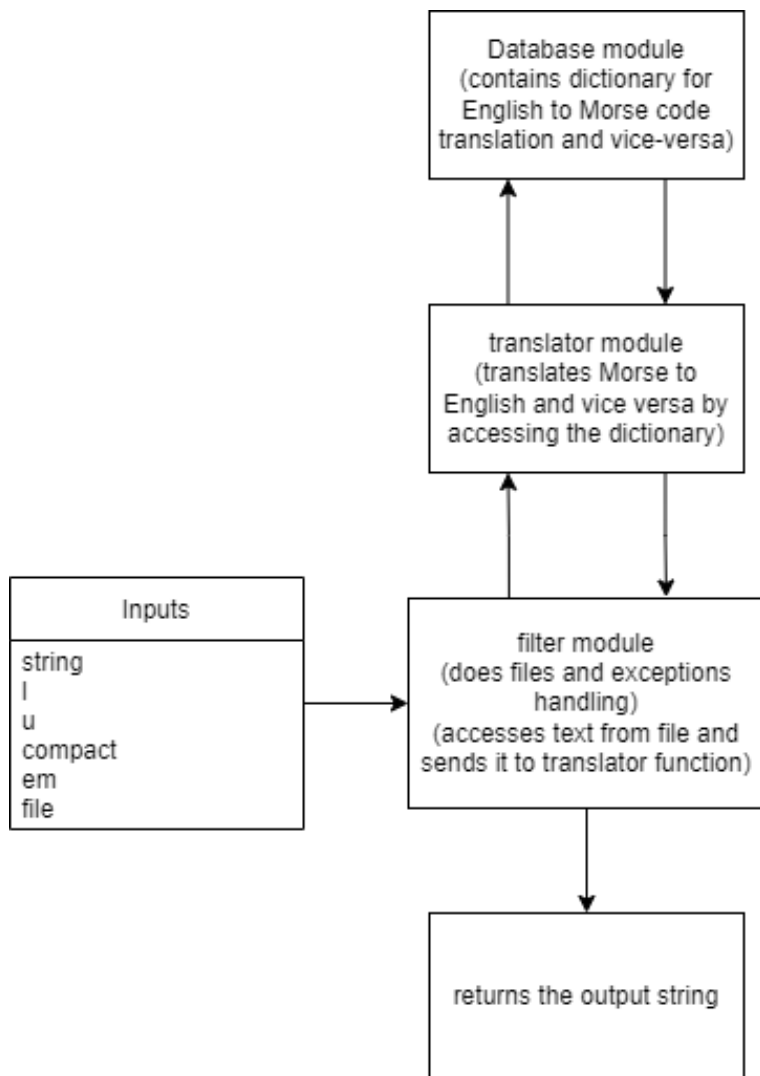 Database module
(contains dictionary for
English to Morse code
translation and vice-versa)
translator module
(translates Morse to
English and vice versa by
accessing the dictionary)
Inputs
string
l
u
compact
em
file
filter module
(does files and exceptions
handling)
(accesses text from file and
sends it to translator function)
returns the output string